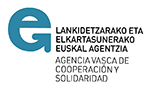 LANKIDETZARAKO ETA
ELKARTASUNERAKO
EUSKAL AGENTZIA
AGENCIA VASCA DE
COOPERACIÓN Y
SOLIDARIDAD